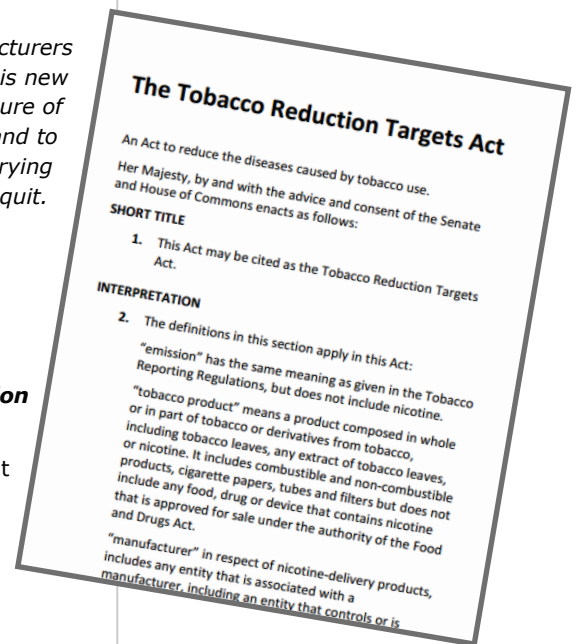 cturers
is new
ure of
and to
rying
quit.
ion
t
The Tobacco Reduction Targets Act
An Act to reduce the diseases caused by tobacco use.
Her Majesty, by and with the advice and consent of the Senate
and House of Commons enacts as follows:
SHORT TITLE
1. This Act may be cited as the Tobacco Reduction Targets
Act.
INTERPRETATION
2. The definitions in this section apply in this Act:
"emission" has the same meaning as given in the Tobacco
Reporting Regulations, but does not include nicotine.
"tobacco product" means a product composed in whole
or in part of tobacco or derivatives from tobacco,
including tobacco leaves, any extract of tobacco leaves,
or nicotine. It includes combustible and non-combustible
products, cigarette papers, tubes and filters but does not
include any food, drug or device that contains nicotine
that is approved for sale under the authority of the Food
and Drugs Act.
"manufacturer" in respect of nicotine-delivery products,
includes any entity that is associated with a
manufacturer, including an entity that controls or is